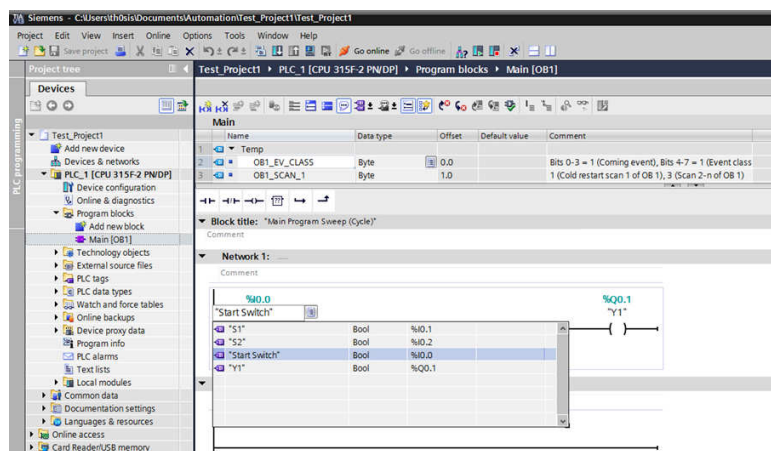 Siemens - C:\Users\th0sis\Documents\Automation\Test_Project1\Test_Project1
Project Edit View Insert Online Options Tools Window Help
Save project Go online Go offline
Project tree
Test_Project1 PLC_1 [CPU 315F-2 PN/DP] Program blocks Main [OB1]
Devices
PLC programming
Test_Project1
Add new device
Devices & networks
PLC_1 [CPU 315F-2 PN/DP]
Device configuration
Online & diagnostics
Program blocks
Add new block
Main [OB1]
Technology objects
External source files
PLC tags
PLC data types
Watch and force tables
Online backups
Device proxy data
Program info
PLC alarms
Text lists
Local modules
Common data
Documentation settings
Languages & resources
Online access
Card Reader/USB memory
Main
Name Data type Offset Default value Comment
1 Temp
2 OB1_EV_CLASS Byte 0.0 Bits 0-3 = 1 (Coming event), Bits 4-7 = 1 (Event class
3 OB1_SCAN_1 Byte 1.0 1 (Cold restart scan 1 of OB 1), 3 (Scan 2-n of OB 1)
??
Block title: "Main Program Sweep (Cycle)"
Comment
Network 1: .....
Comment
%I0.0 %Q0.1
"Start Switch" "Y1"
"S1" Bool %I0.1
"S2" Bool %I0.2
"Start Switch" Bool %I0.0
"Y1" Bool %Q0.1